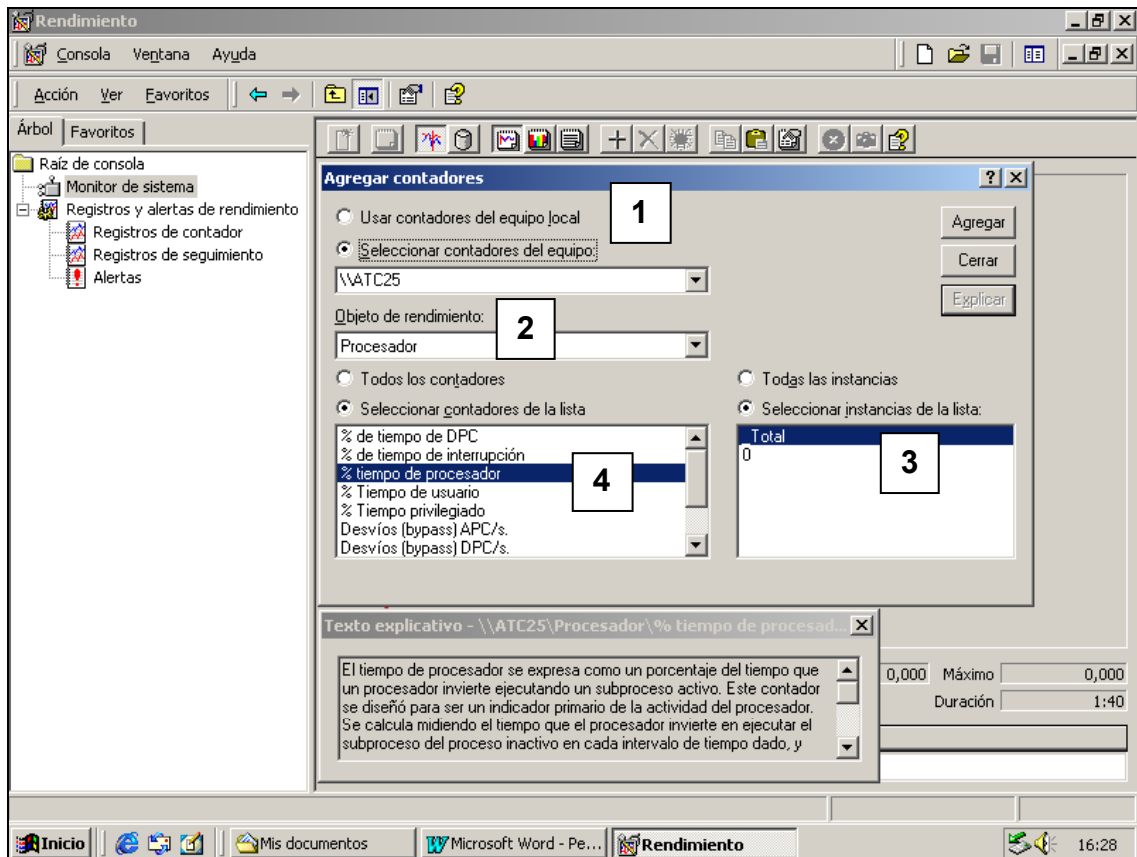 Rendimiento
Consola Ventana Ayuda
Acción Ver Favoritos
Árbol Favoritos
Raíz de consola
Monitor de sistema
Registros y alertas de rendimiento
Registros de contador
Registros de seguimiento
Alertas
Agregar contadores
1
Usar contadores del equipo local
Seleccionar contadores del equipo:
\\ATC25
Agregar
Cerrar
Explicar
Objeto de rendimiento:
2
Procesador
Todos los contadores
Seleccionar contadores de la lista
% de tiempo de DPC
% de tiempo de interrupción
% tiempo de procesador
% Tiempo de usuario
% Tiempo privilegiado
Desvíos (bypass) APC/s.
Desvíos (bypass) DPC/s.
4
Todas las instancias
Seleccionar instancias de la lista:
_Total
0
3
Texto explicativo - \\ATC25\Procesador\% tiempo de procesad...
El tiempo de procesador se expresa como un porcentaje del tiempo que
un procesador invierte ejecutando un subproceso activo. Este contador
se diseñó para ser un indicador primario de la actividad del procesador.
Se calcula midiendo el tiempo que el procesador invierte en ejecutar el
subproceso del proceso inactivo en cada intervalo de tiempo dado, y
0,000 Máximo 0,000
Duración 1:40
Inicio Mis documentos Microsoft Word - Pe... Rendimiento 16:28